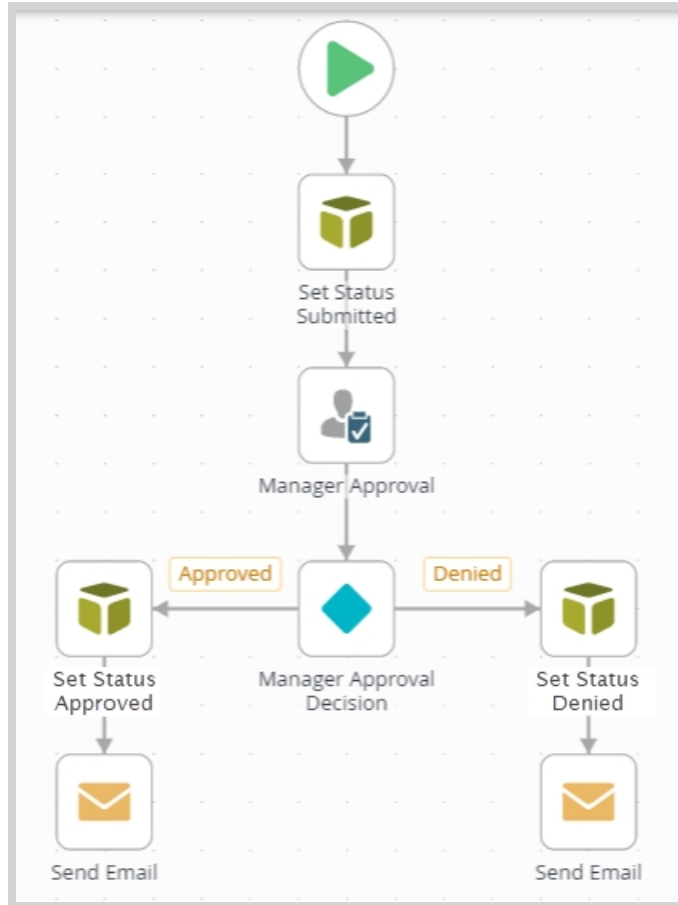 Set Status
Submitted
Manager Approval
Approved
Denied
Set Status
Approved
Manager Approval
Decision
Set Status
Denied
Send Email
Send Email